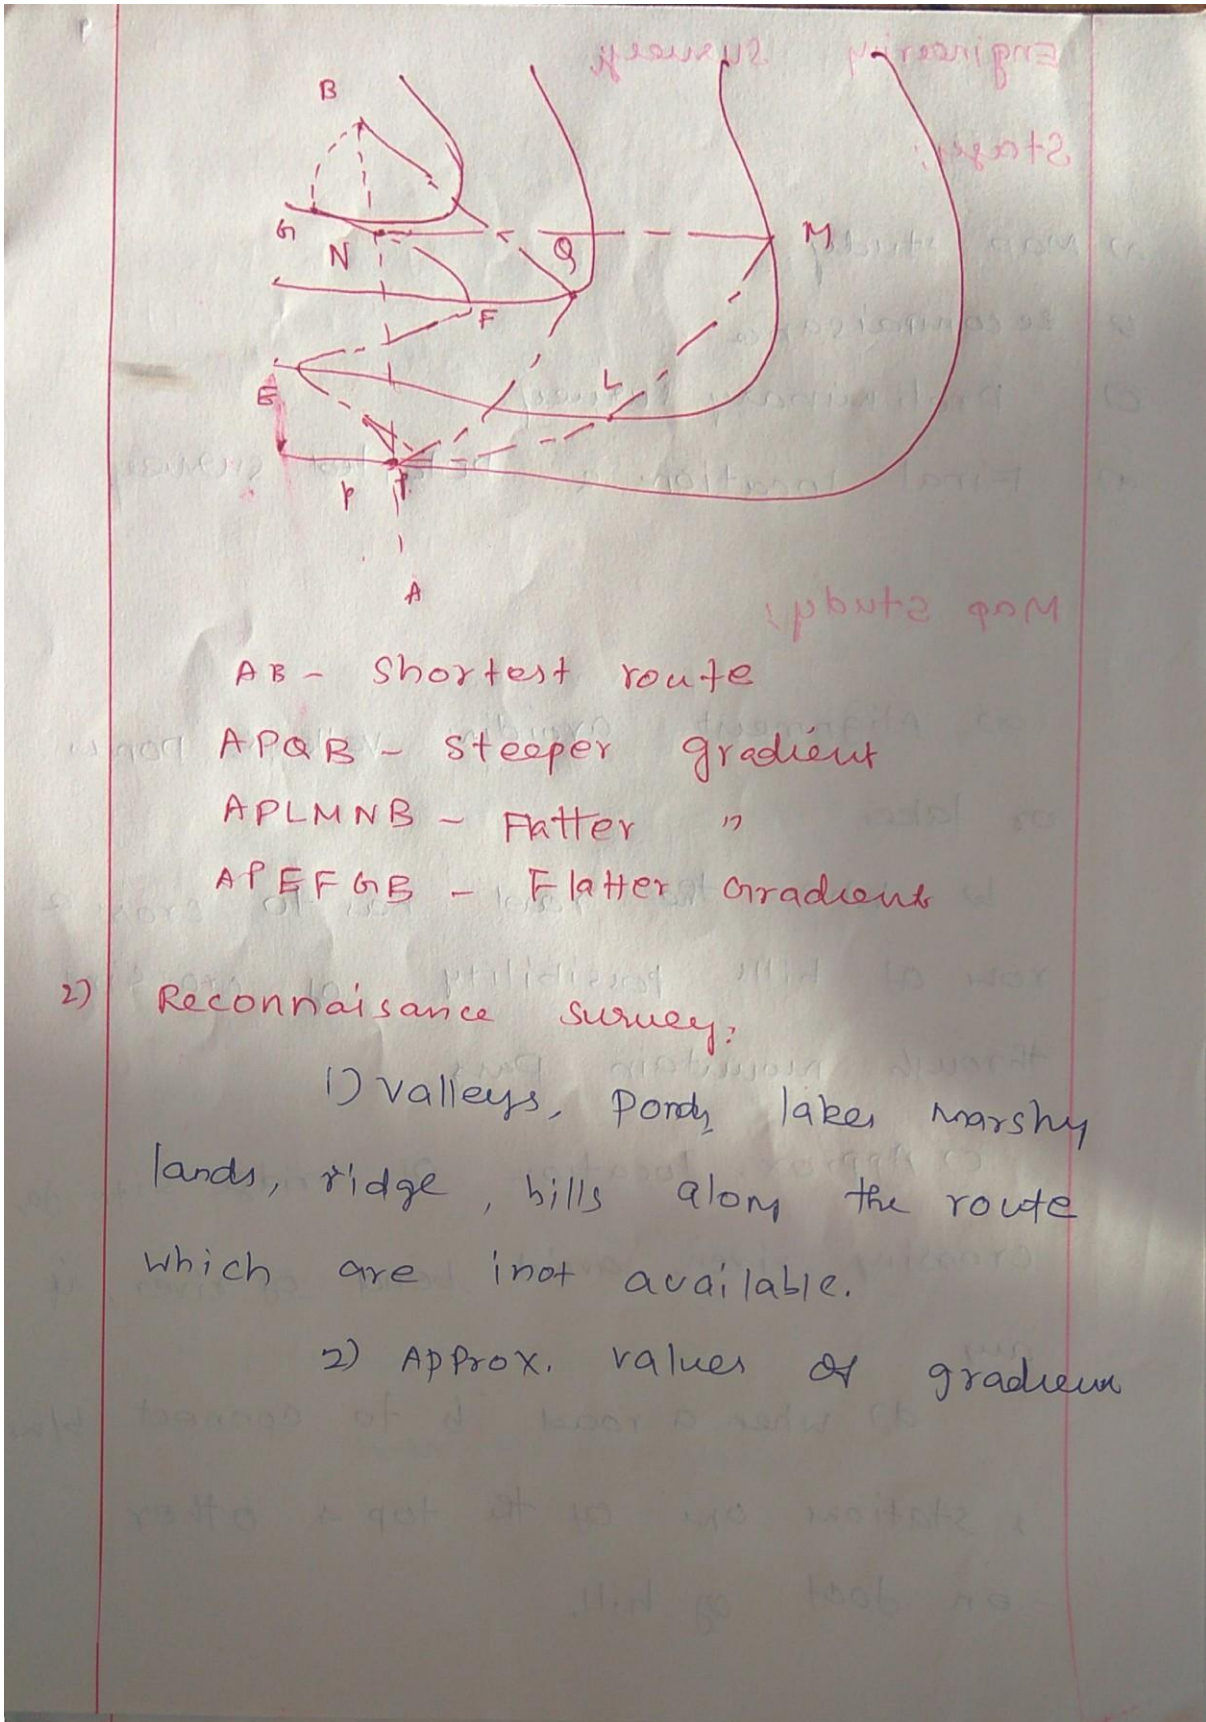 B
G
N
Q
M
F
E
L
P
P
A
AB - Shortest route
APQB - Steeper gradient
APLMNB - Flatter "
APEFGB - Flatter Gradient
2) Reconnaisance survey:
1) Valleys, Ponds, lakes marshy
lands, ridge, hills along the route
which are inot available.
2) Approx. values of gradient